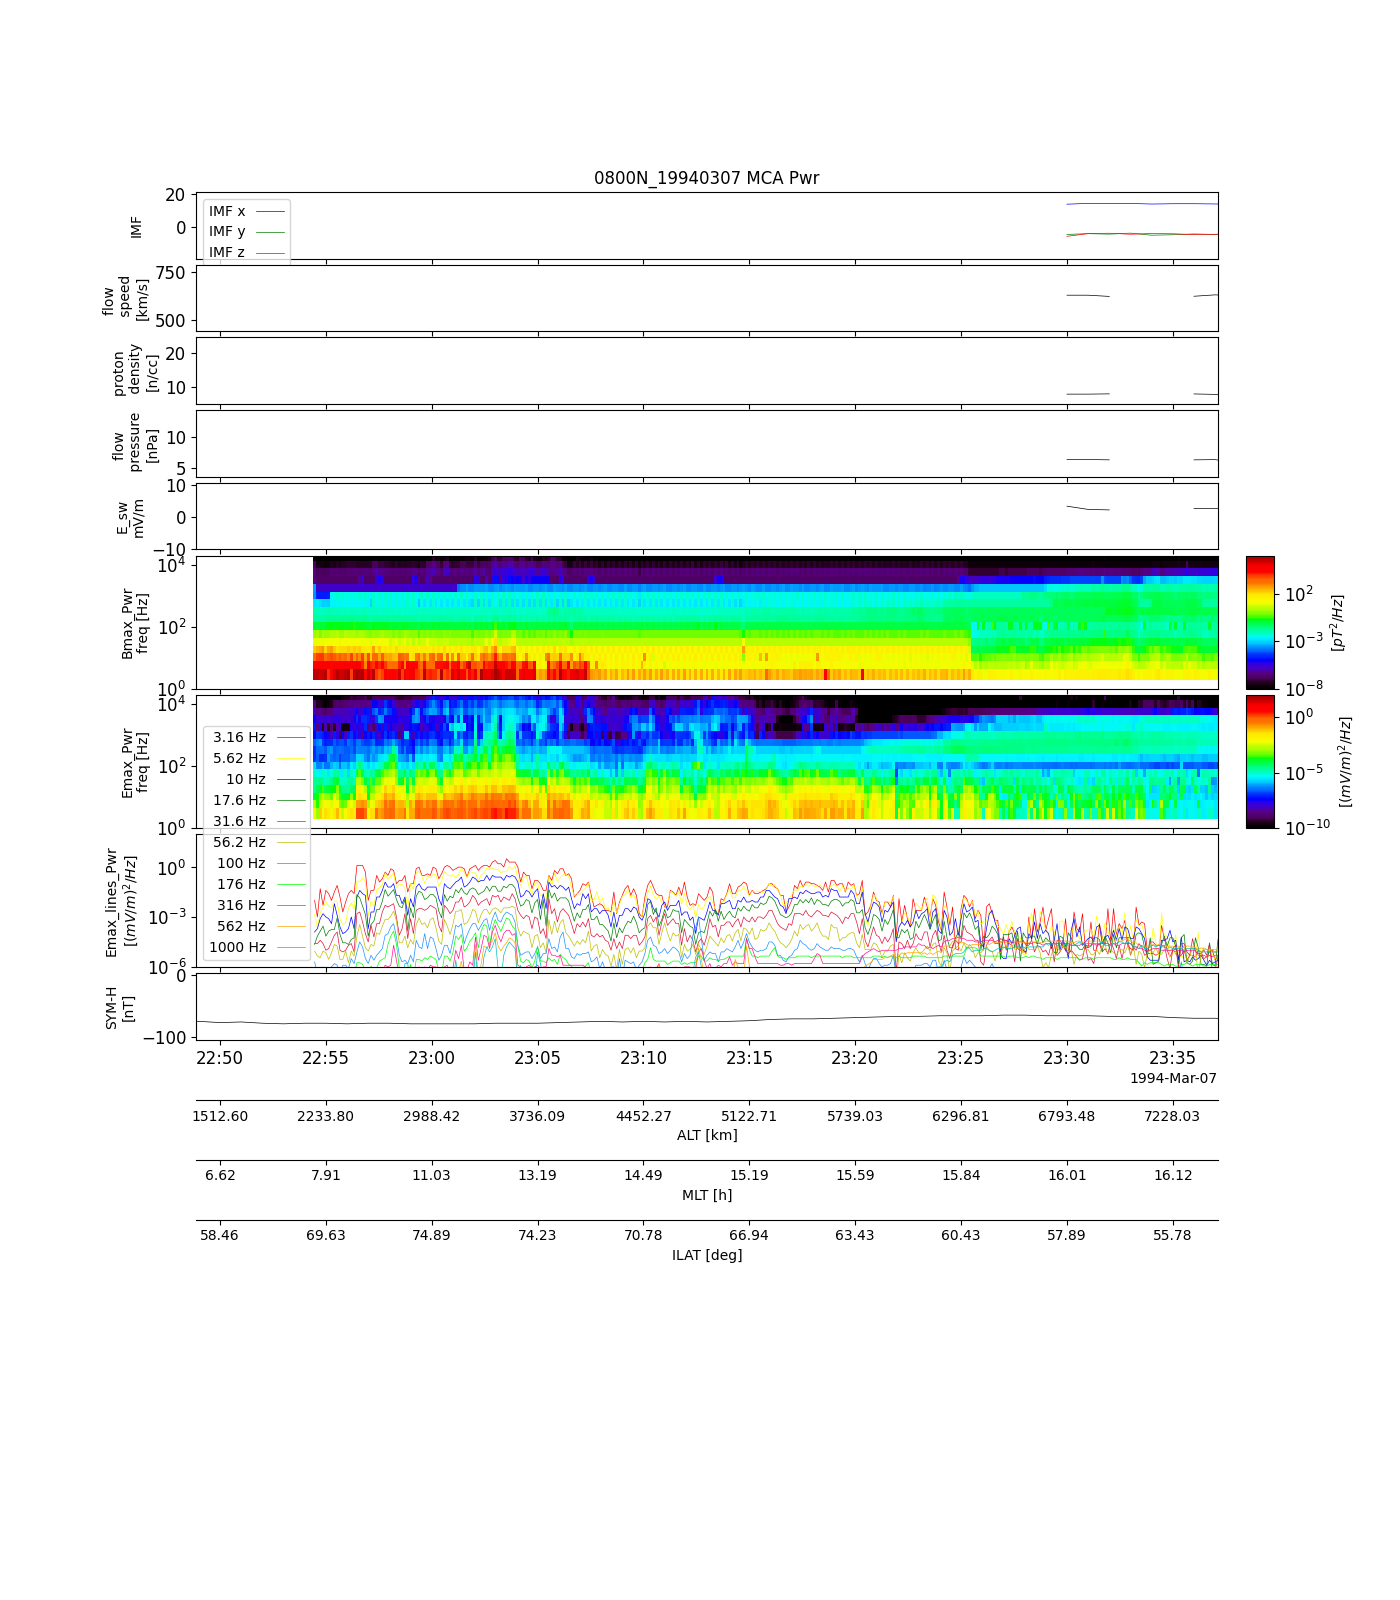 0800N_19940307 MCA Pwr
20
0
IMF
IMF x
IMF y
IMF z
750
500
flow
speed
[km/s]
20
10
proton
density
[n/cc]
10
5
flow
pressure
[nPa]
10
0
−10
E_sw
mV/m
10^4
10^2
10^0
Bmax_Pwr
freq [Hz]
10^2
10^−3
10^−8
[pT^2/Hz]
10^4
10^2
10^0
Emax_Pwr
freq [Hz]
10^0
10^−5
10^−10
[(mV/m)^2/Hz]
3.16 Hz
5.62 Hz
10 Hz
17.6 Hz
31.6 Hz
56.2 Hz
100 Hz
176 Hz
316 Hz
562 Hz
1000 Hz
10^0
10^−3
10^−6
Emax_lines_Pwr
[(mV/m)^2/Hz]
0
−100
SYM-H
[nT]
22:50 22:55 23:00 23:05 23:10 23:15 23:20 23:25 23:30 23:35
1994-Mar-07
1512.60 2233.80 2988.42 3736.09 4452.27 5122.71 5739.03 6296.81 6793.48 7228.03
ALT [km]
6.62 7.91 11.03 13.19 14.49 15.19 15.59 15.84 16.01 16.12
MLT [h]
58.46 69.63 74.89 74.23 70.78 66.94 63.43 60.43 57.89 55.78
ILAT [deg]